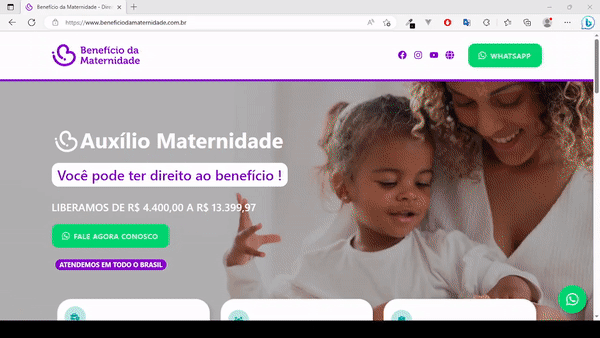 Benefício da Maternidade - Dire
https://www.beneficiodamaternidade.com.br
Benefício da
Maternidade
WHATSAPP
Auxílio Maternidade
Você pode ter direito ao benefício !
LIBERAMOS DE R$ 4.400,00 A R$ 13.399,97
FALE AGORA CONOSCO
ATENDEMOS EM TODO O BRASIL